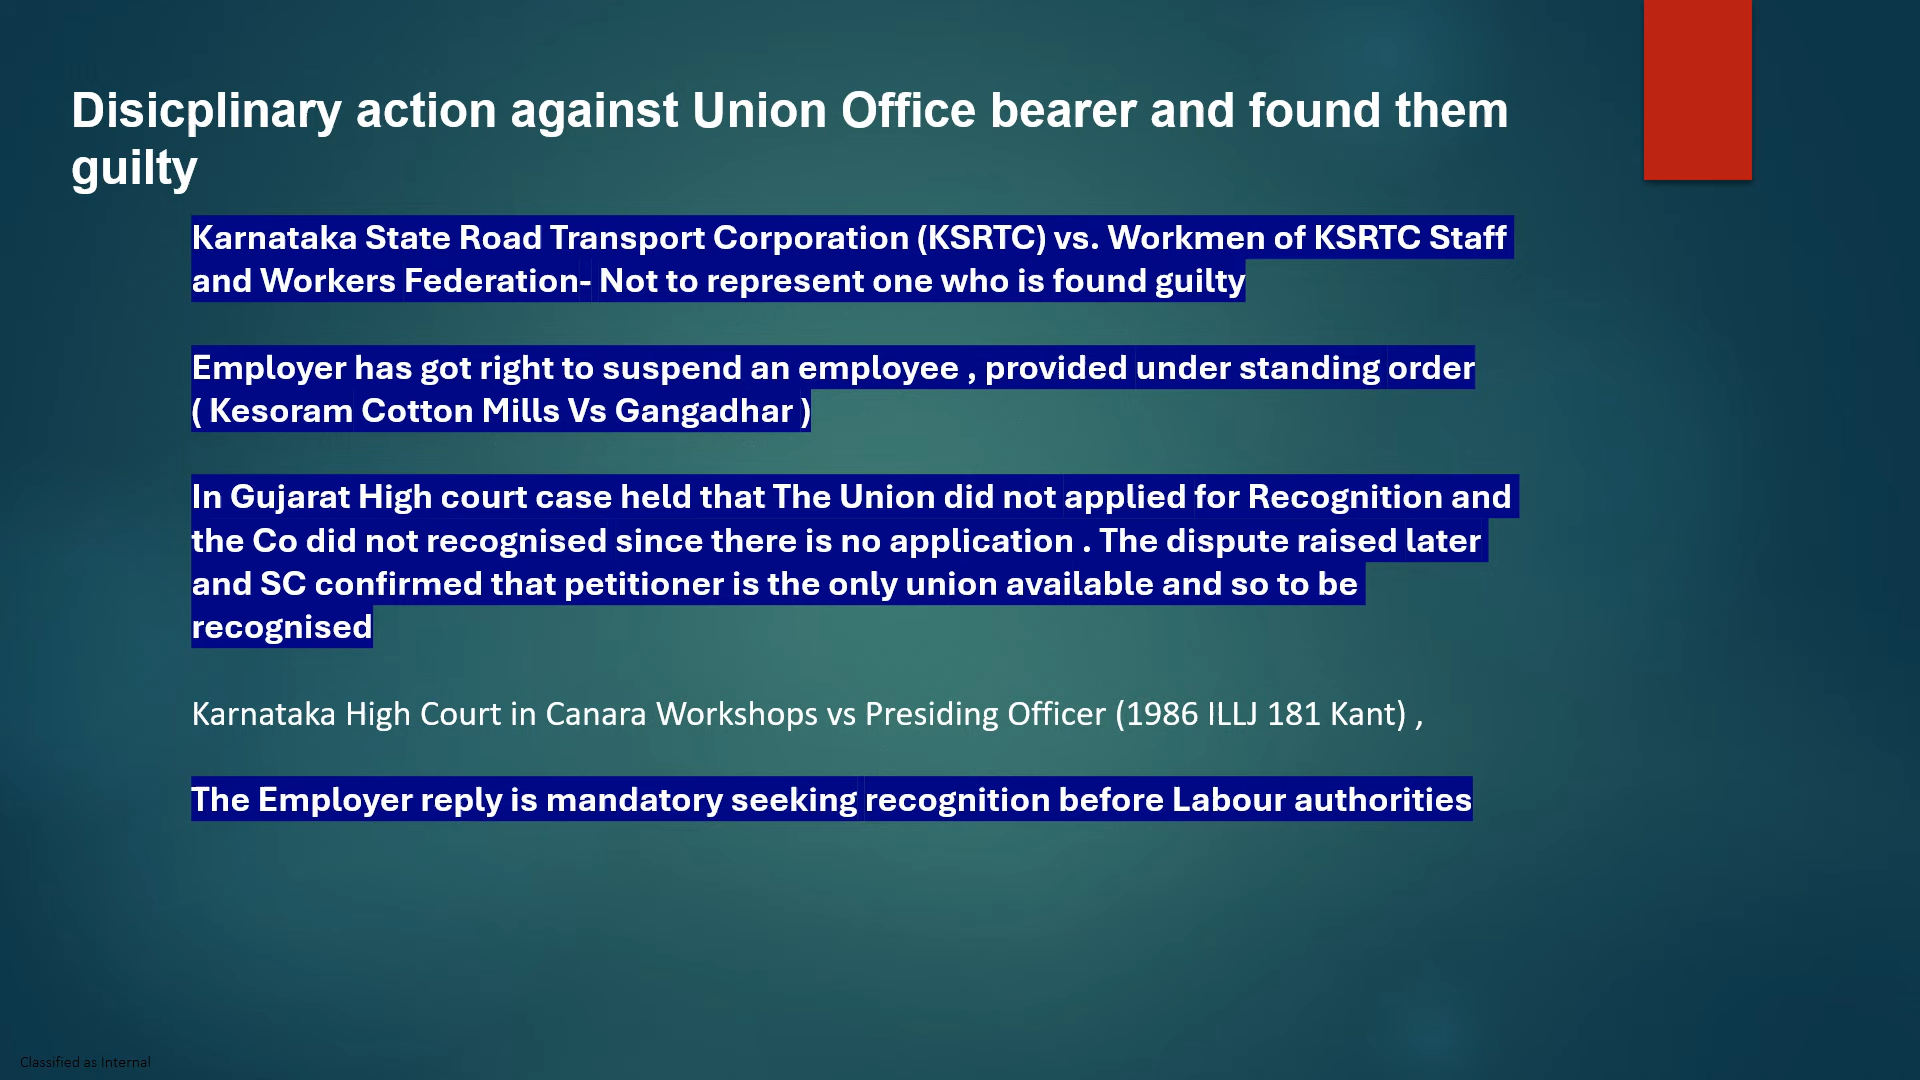 Disicplinary action against Union Office bearer and found them
guilty
Karnataka State Road Transport Corporation (KSRTC) vs. Workmen of KSRTC Staff
and Workers Federation- Not to represent one who is found guilty
Employer has got right to suspend an employee , provided under standing order
( Kesoram Cotton Mills Vs Gangadhar )
In Gujarat High court case held that The Union did not applied for Recognition and
the Co did not recognised since there is no application . The dispute raised later
and SC confirmed that petitioner is the only union available and so to be
recognised
Karnataka High Court in Canara Workshops vs Presiding Officer (1986 ILLJ 181 Kant) ,
The Employer reply is mandatory seeking recognition before Labour authorities
Classified as Internal